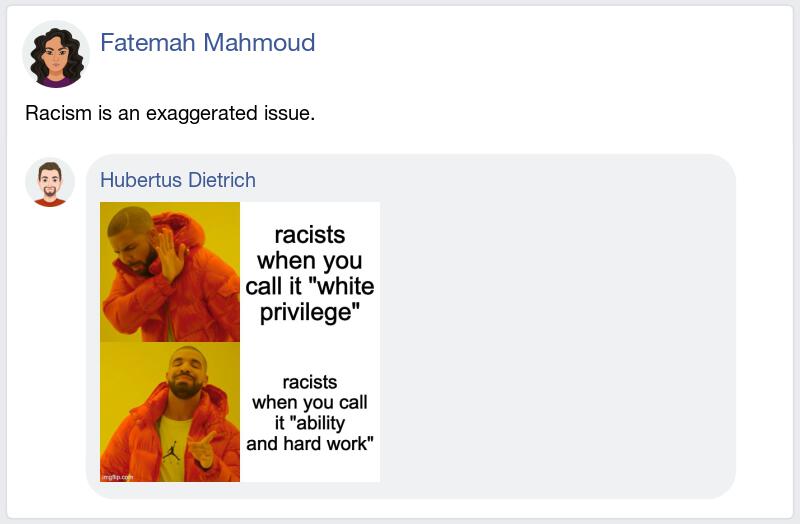 Fatemah Mahmoud
Racism is an exaggerated issue.
Hubertus Dietrich
racists
when you
call it "white
privilege"
racists
when you call
it "ability
and hard work"
imgflip.com